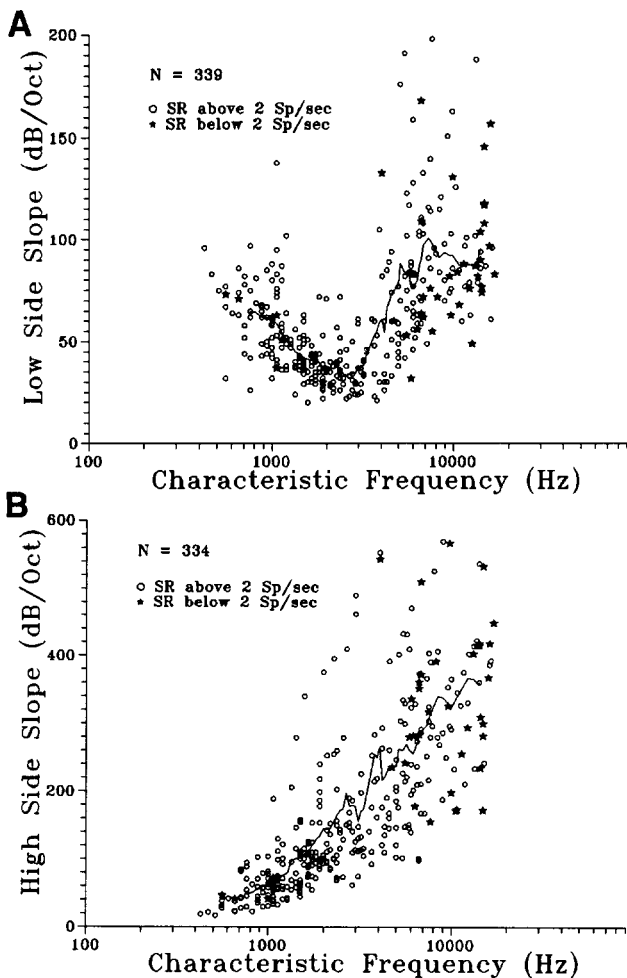 A
200
150
100
50
0
Low Side Slope (dB/Oct)
N = 339
SR above 2 Sp/sec
SR below 2 Sp/sec
100
1000
10000
Characteristic Frequency (Hz)
B
600
400
200
0
High Side Slope (dB/Oct)
N = 334
SR above 2 Sp/sec
SR below 2 Sp/sec
100
1000
10000
Characteristic Frequency (Hz)